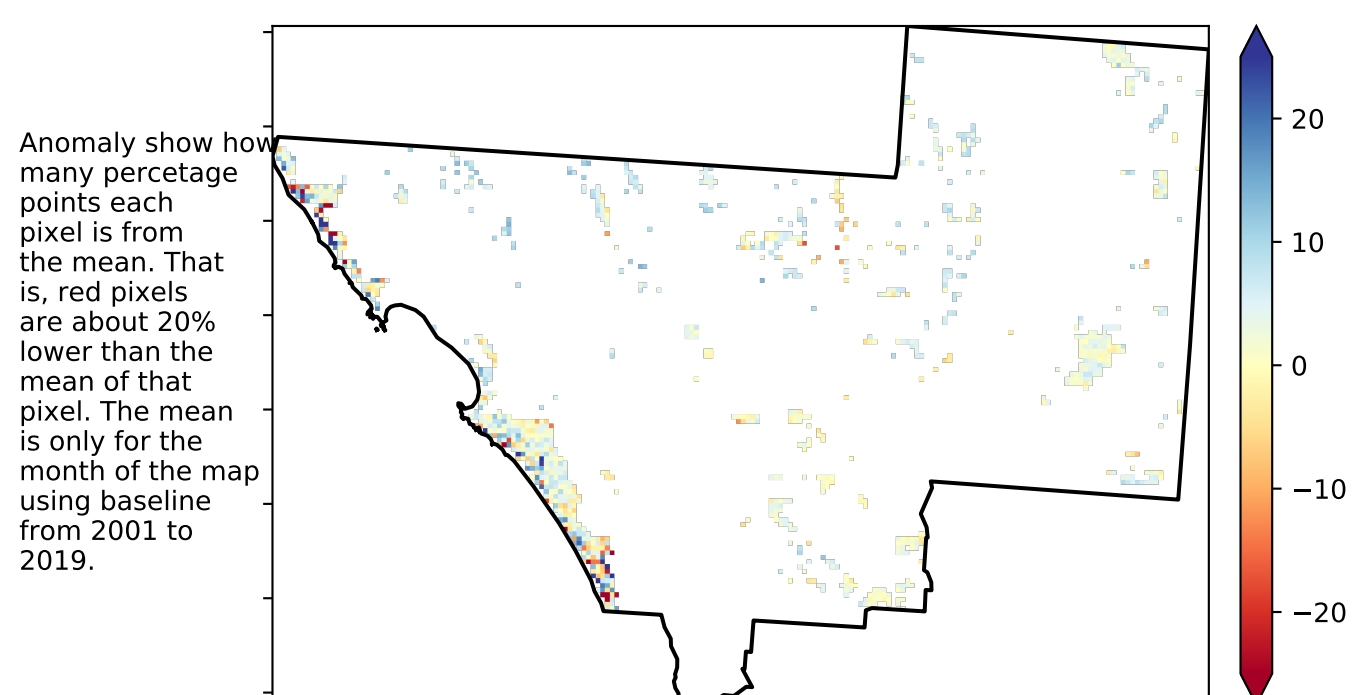 Anomaly show how
many percetage
points each
pixel is from
the mean. That
is, red pixels
are about 20%
lower than the
mean of that
pixel. The mean
is only for the
month of the map
using baseline
from 2001 to
2019.
20
10
0
−10
−20